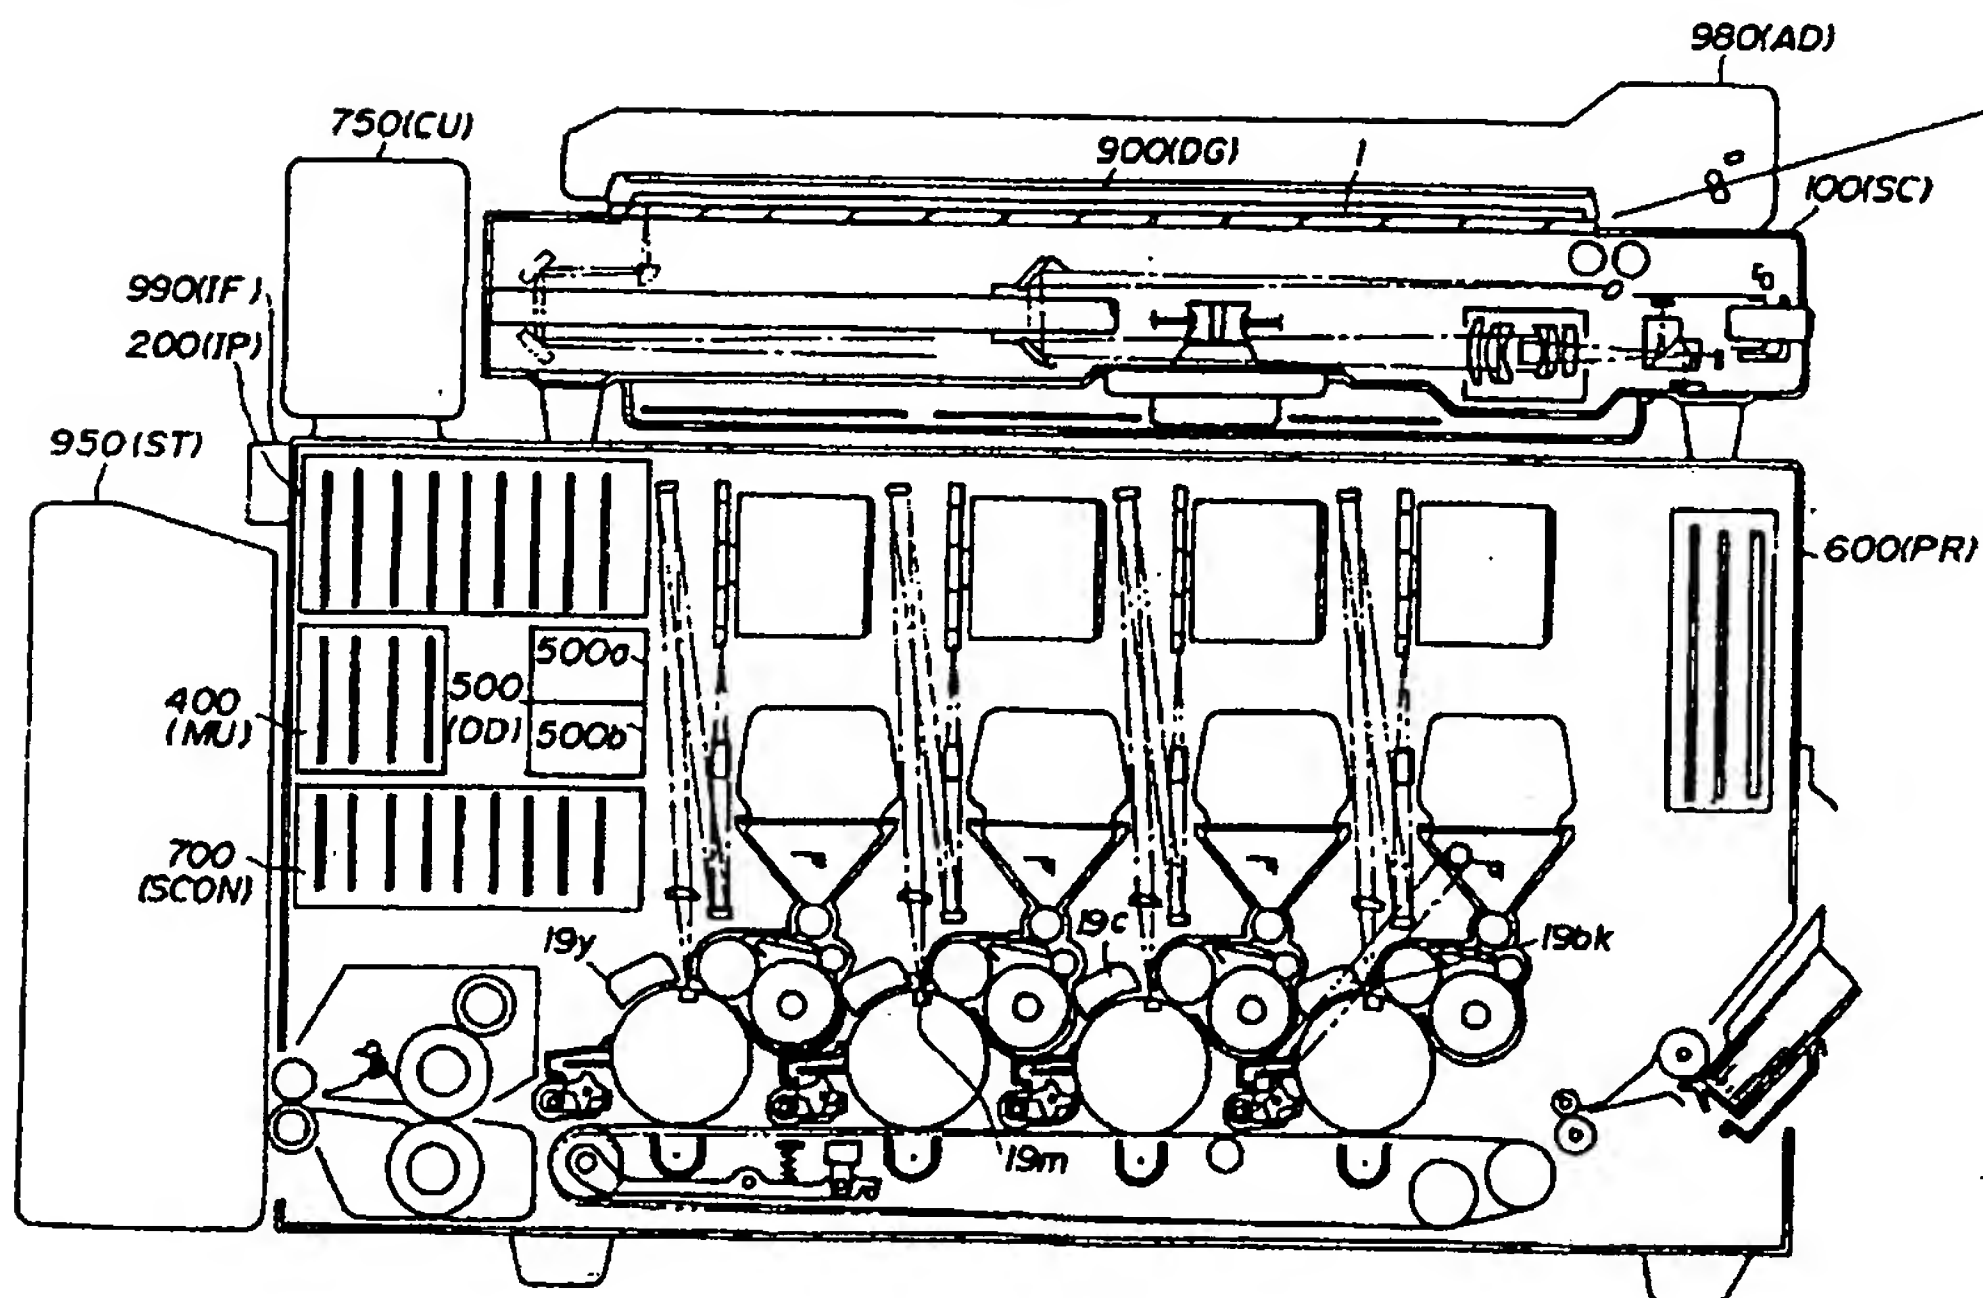 980(AD)
750(CU)
900(DG)
1
100(SC)
990(IF)
200(IP)
950(ST)
600(PR)
500a
400
(MU)
500
(DD)
500b
700
(SCON)
19y
19c
19bk
19m